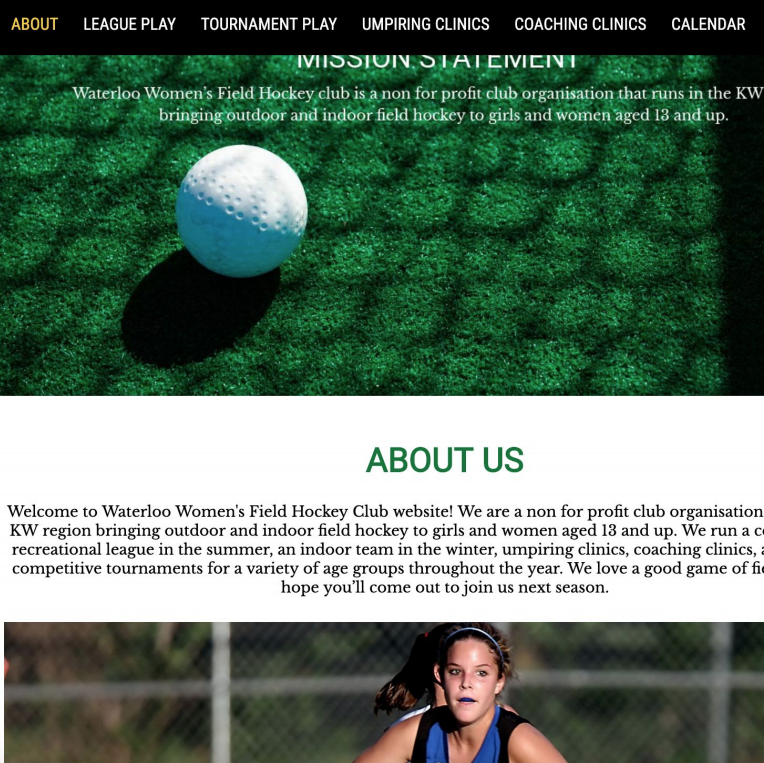 ABOUT LEAGUE PLAY TOURNAMENT PLAY UMPIRING CLINICS COACHING CLINICS CALENDAR
MISSION STATEMENT
Waterloo Women's Field Hockey club is a non for profit club organisation that runs in the KW
bringing outdoor and indoor field hockey to girls and women aged 13 and up.
ABOUT US
Welcome to Waterloo Women's Field Hockey Club website! We are a non for profit club organisation
KW region bringing outdoor and indoor field hockey to girls and women aged 13 and up. We run a
recreational league in the summer, an indoor team in the winter, umpiring clinics, coaching clinics,
competitive tournaments for a variety of age groups throughout the year. We love a good game of
hope you’ll come out to join us next season.